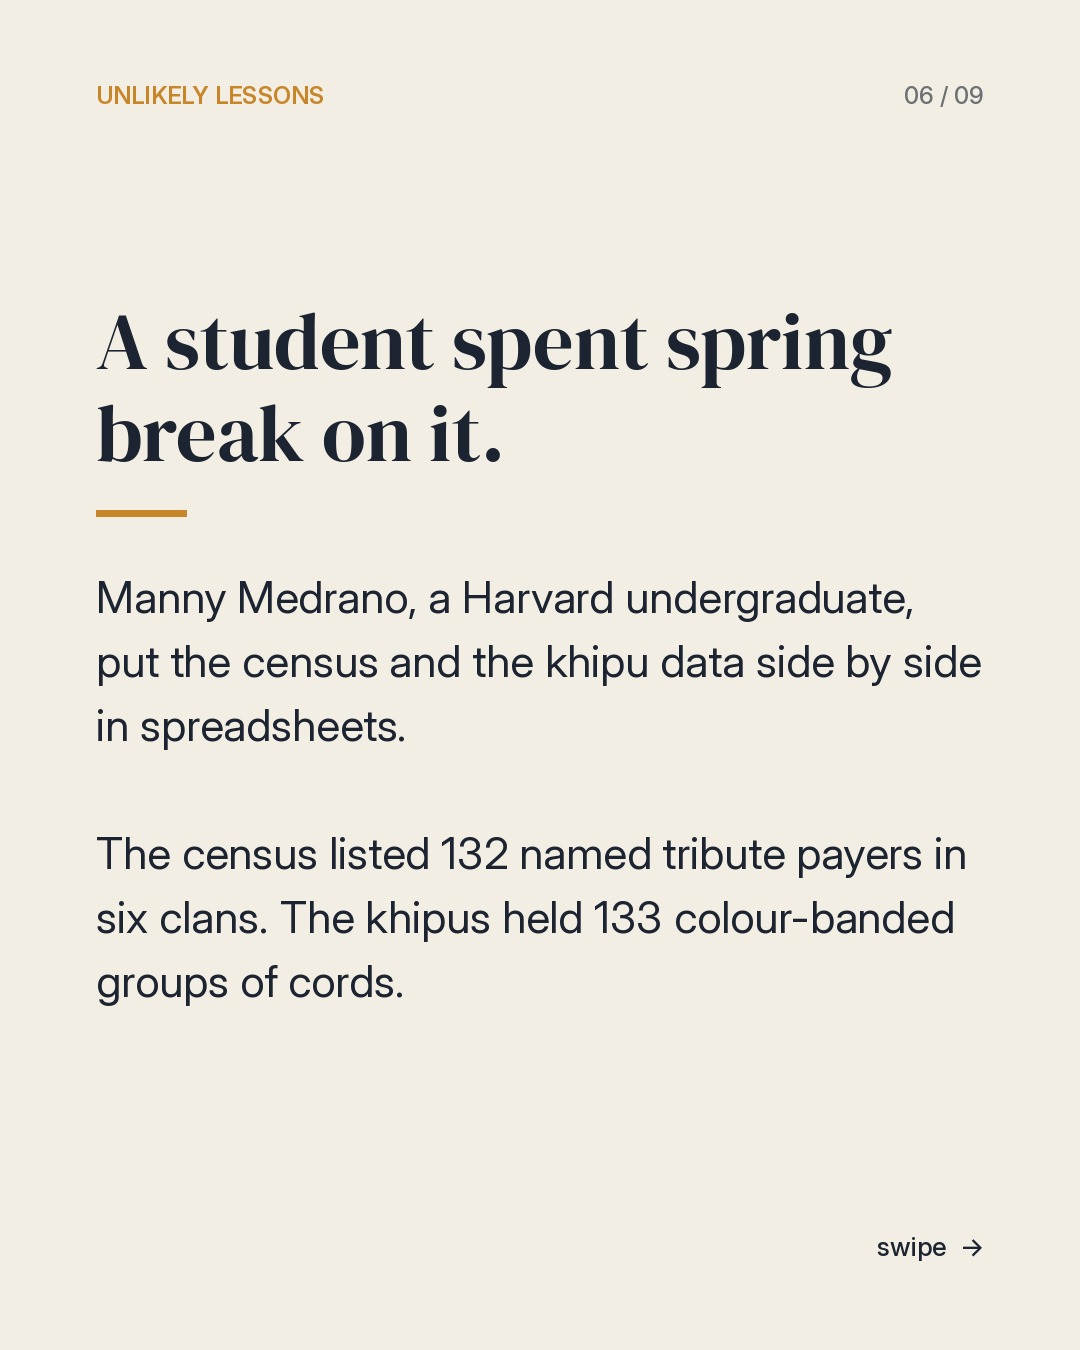 UNLIKELY LESSONS
06 / 09
A student spent spring
break on it.
Manny Medrano, a Harvard undergraduate,
put the census and the khipu data side by side
in spreadsheets.
The census listed 132 named tribute payers in
six clans. The khipus held 133 colour-banded
groups of cords.
swipe →